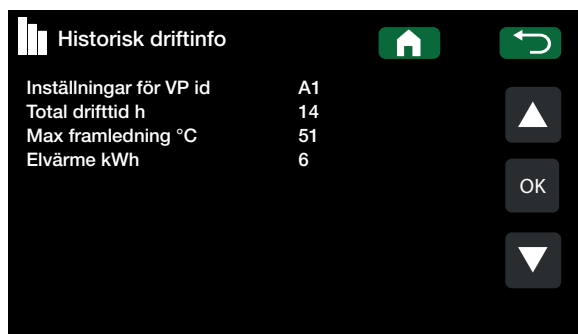 Historisk driftinfo
Inställningar för VP id A1
Total drifttid h 14
Max framledning °C 51
Elvärme kWh 6
OK